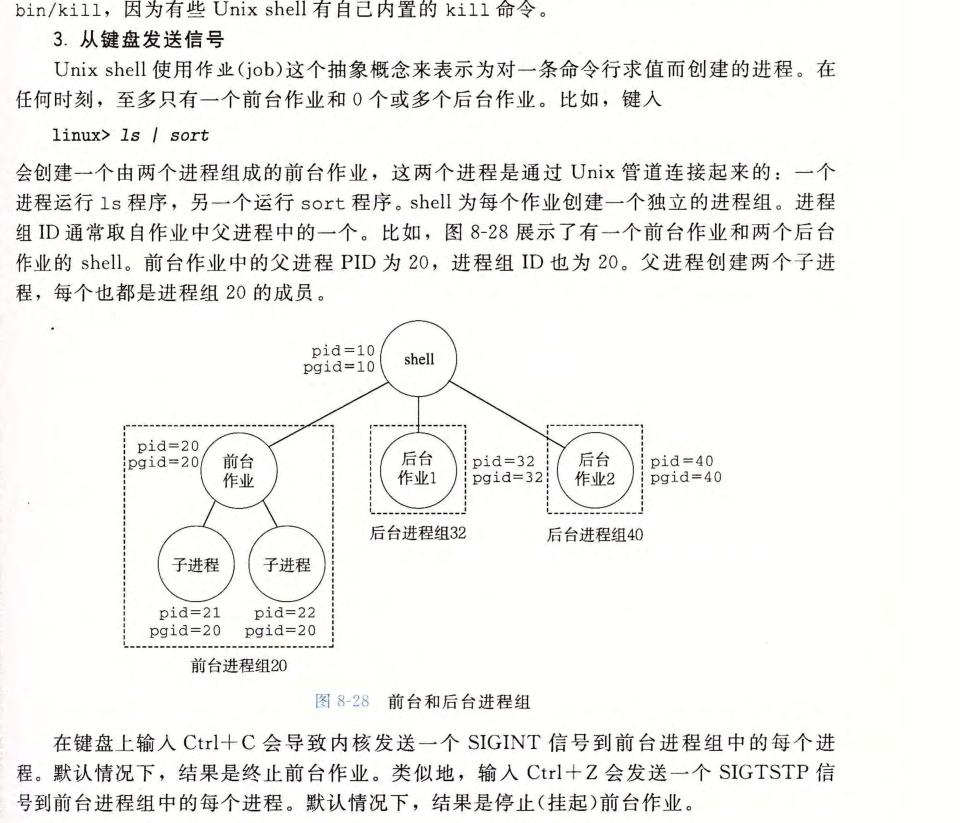 bin/kill，因为有些 Unix shell 有自己内置的 kill 命令。
3. 从键盘发送信号
Unix shell 使用作业(job)这个抽象概念来表示为对一条命令行求值而创建的进程。在
任何时刻，至多只有一个前台作业和 0 个或多个后台作业。比如，键入
linux> ls | sort
会创建一个由两个进程组成的前台作业，这两个进程是通过 Unix 管道连接起来的：一个
进程运行 ls 程序，另一个运行 sort 程序。shell 为每个作业创建一个独立的进程组。进程
组 ID 通常取自作业中父进程中的一个。比如，图 8-28 展示了有一个前台作业和两个后台
作业的 shell。前台作业中的父进程 PID 为 20，进程组 ID 也为 20。父进程创建两个子进
程，每个也都是进程组 20 的成员。
pid=10
pgid=10
shell
pid=20
pgid=20
前台
作业
后台
作业1
pid=32
pgid=32
后台
作业2
pid=40
pgid=40
后台进程组32
后台进程组40
子进程
子进程
pid=21
pgid=20
pid=22
pgid=20
前台进程组20
图 8-28 前台和后台进程组
在键盘上输入 Ctrl+C 会导致内核发送一个 SIGINT 信号到前台进程组中的每个进
程。默认情况下，结果是终止前台作业。类似地，输入 Ctrl+Z 会发送一个 SIGTSTP 信
号到前台进程组中的每个进程。默认情况下，结果是停止(挂起)前台作业。